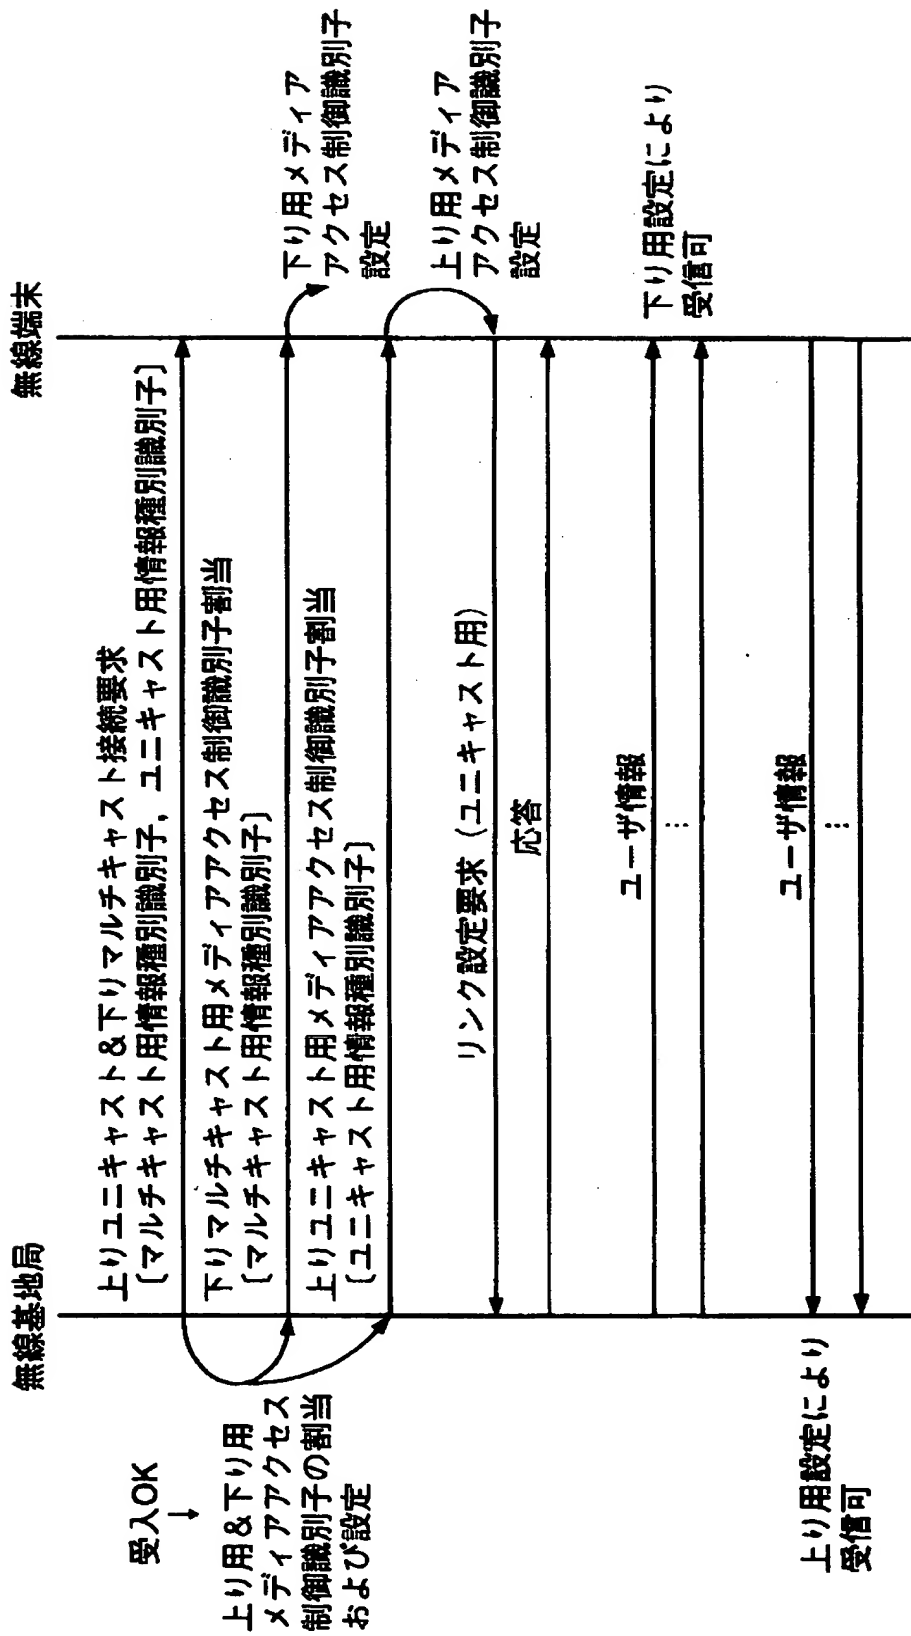 無線基地局
無線端末
受入OK
上り用&下り用
メディアアクセス
制御識別子の割当
および設定
上りユニキャスト&下りマルチキャスト接続要求
〔マルチキャスト用情報種別識別子，ユニキャスト用情報種別識別子〕
下りマルチキャスト用メディアアクセス制御識別子割当
〔マルチキャスト用情報種別識別子〕
下り用メディア
アクセス制御識別子
設定
上りユニキャスト用メディアアクセス制御識別子割当
〔ユニキャスト用情報種別識別子〕
上り用メディア
アクセス制御識別子
設定
リンク設定要求（ユニキャスト用）
応答
ユーザ情報
…
下り用設定により
受信可
ユーザ情報
…
上り用設定により
受信可